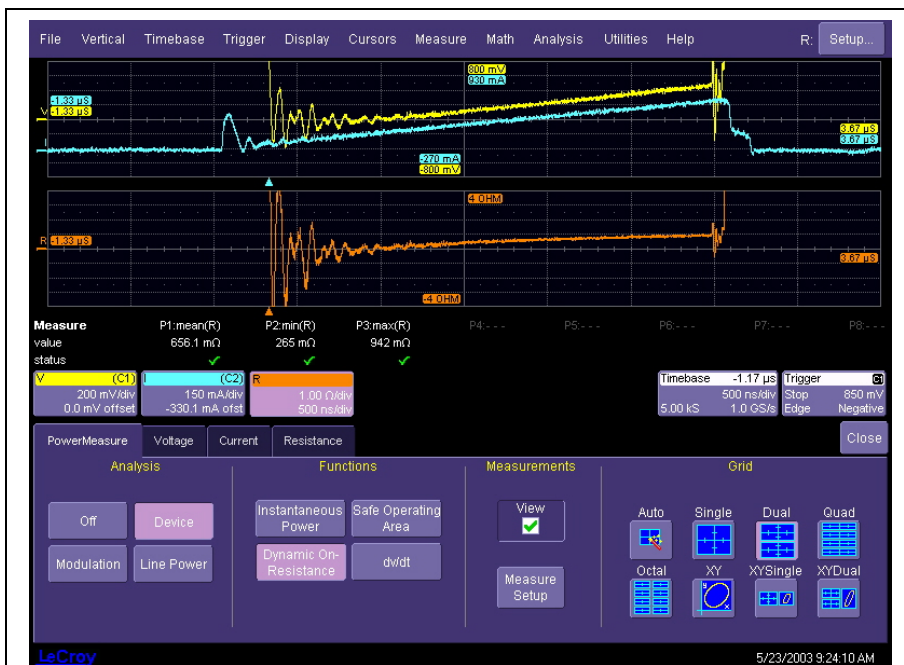 File Vertical Timebase Trigger Display Cursors Measure Math Analysis Utilities Help R: Setup...
800 mV
930 mA
-1.33 µS
V -1.33 µS
I
3.67 µS
3.67 µS
-270 mA
-800 mV
4 OHM
R -1.33 µS
3.67 µS
-4 OHM
Measure P1:mean(R) P2:min(R) P3:max(R) P4:- - - P5:- - - P6:- - - P7:- - - P8:- - -
value 656.1 mΩ 265 mΩ 942 mΩ
status
V (C1) I (C2) R Timebase -1.17 µs Trigger C1
200 mV/div 150 mA/div 1.00 Ω/div 500 ns/div Stop 850 mV
0.0 mV offset -330.1 mA ofst 500 ns/div 5.00 kS 1.0 GS/s Edge Negative
PowerMeasure Voltage Current Resistance Close
Analysis Functions Measurements Grid
Off Device
Modulation Line Power
Instantaneous Power
Safe Operating Area
Dynamic On-Resistance
dv/dt
View
Measure Setup
Auto Single Dual Quad
Octal XY XYSingle XYDual
LeCroy 5/23/2003 9:24:10 AM